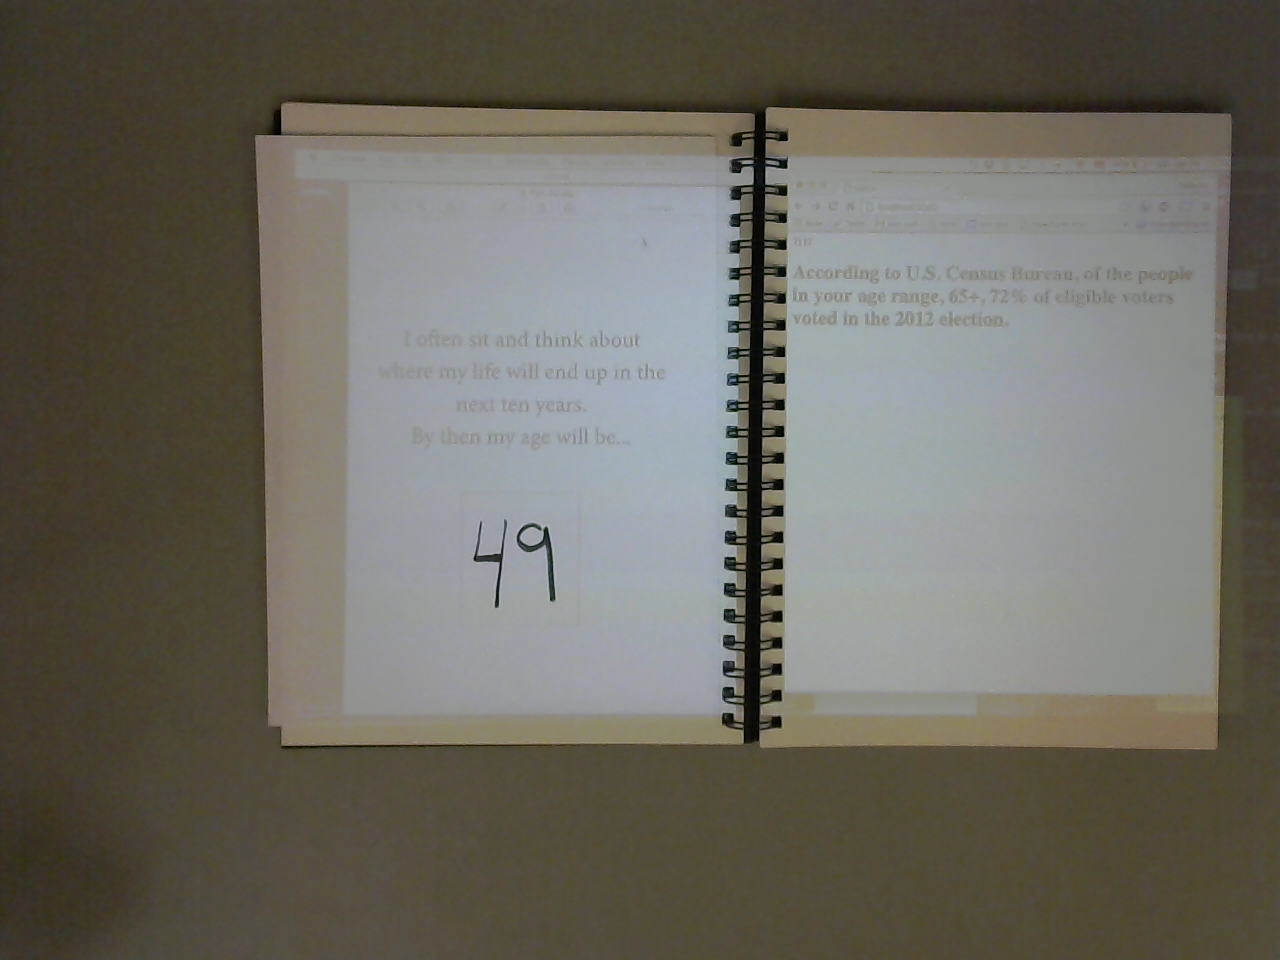 I often sit and think about
where my life will end up in the
next ten years.
By then my age will be...
49
According to U.S. Census Bureau, of the people
in your age range, 65+, 72% of eligible voters
voted in the 2012 election.